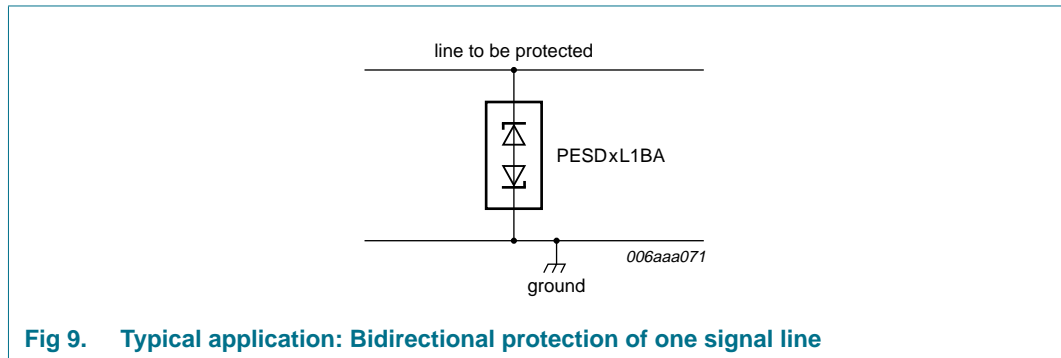 line to be protected
PESDxL1BA
006aaa071
ground
Fig 9. Typical application: Bidirectional protection of one signal line